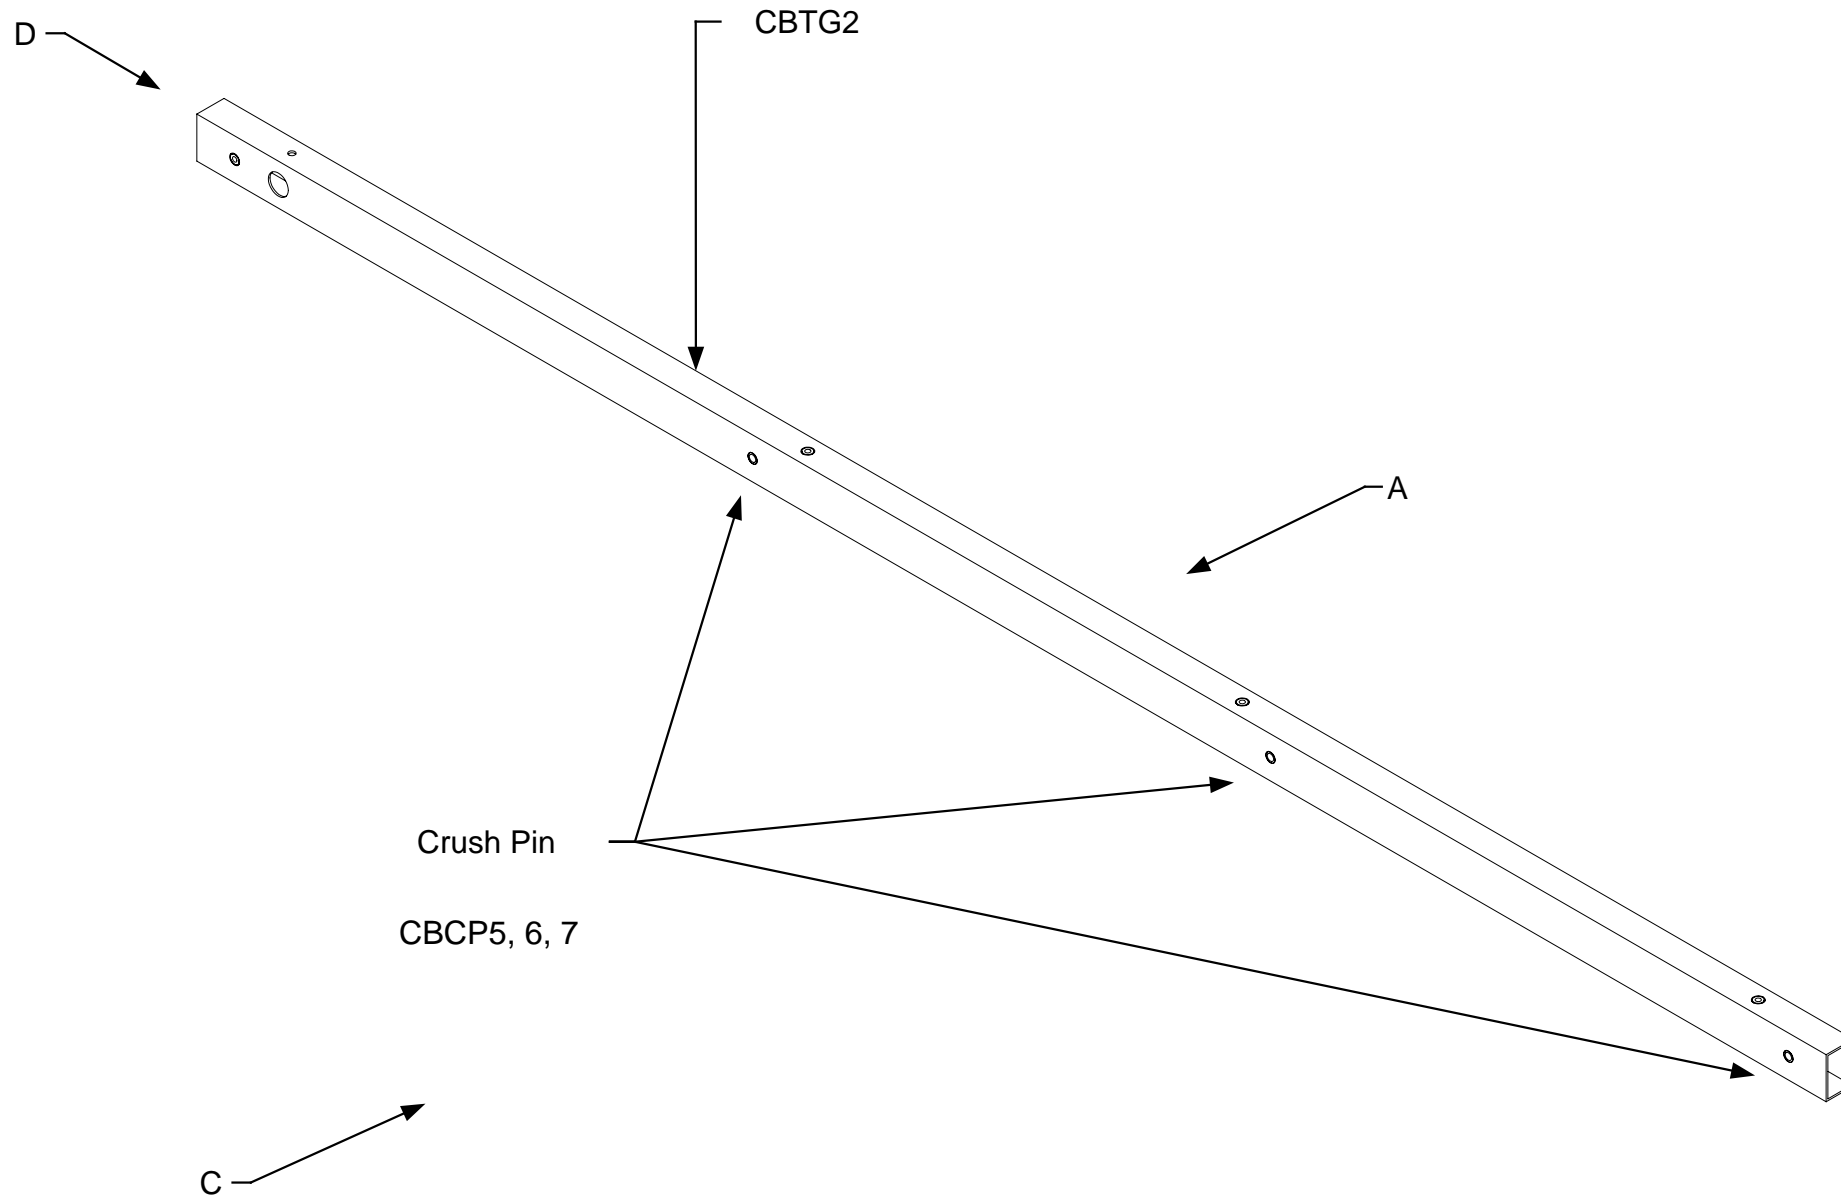 CBTG2
D
A
Crush Pin
CBCP5, 6, 7
C